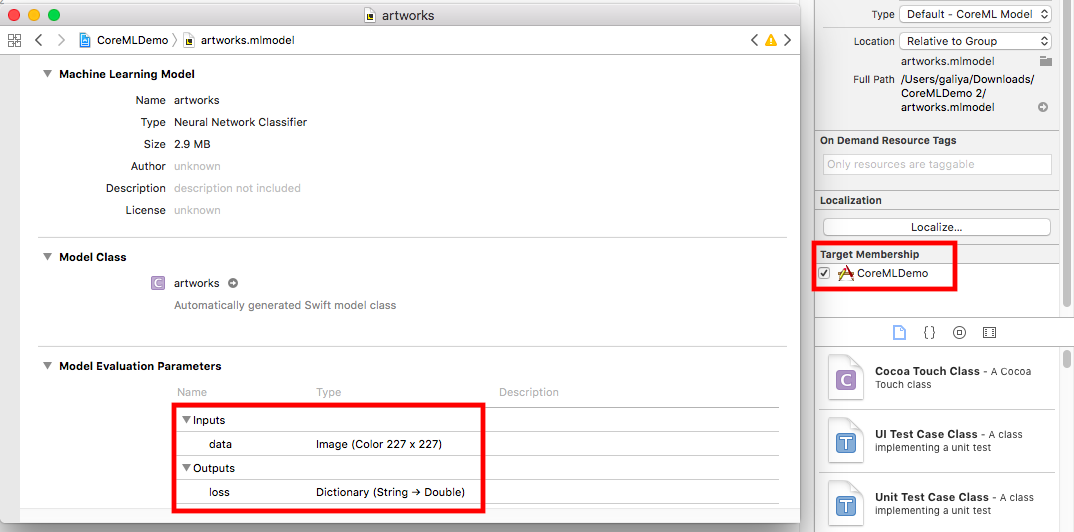 artworks
CoreMLDemo
artworks.mlmodel
Machine Learning Model
Name artworks
Type Neural Network Classifier
Size 2.9 MB
Author unknown
Description description not included
License unknown
Model Class
C artworks
Automatically generated Swift model class
Model Evaluation Parameters
Name Type Description
Inputs
data Image (Color 227 x 227)
Outputs
loss Dictionary (String → Double)
Type Default - CoreML Model
Location Relative to Group
artworks.mlmodel
Full Path /Users/galiya/Downloads/
CoreMLDemo 2/
artworks.mlmodel
On Demand Resource Tags
Only resources are taggable
Localization
Localize...
Target Membership
CoreMLDemo
{}
C
Cocoa Touch Class - A Cocoa
Touch class
T
UI Test Case Class - A class
implementing a unit test
T
Unit Test Case Class - A class
implementing a unit test